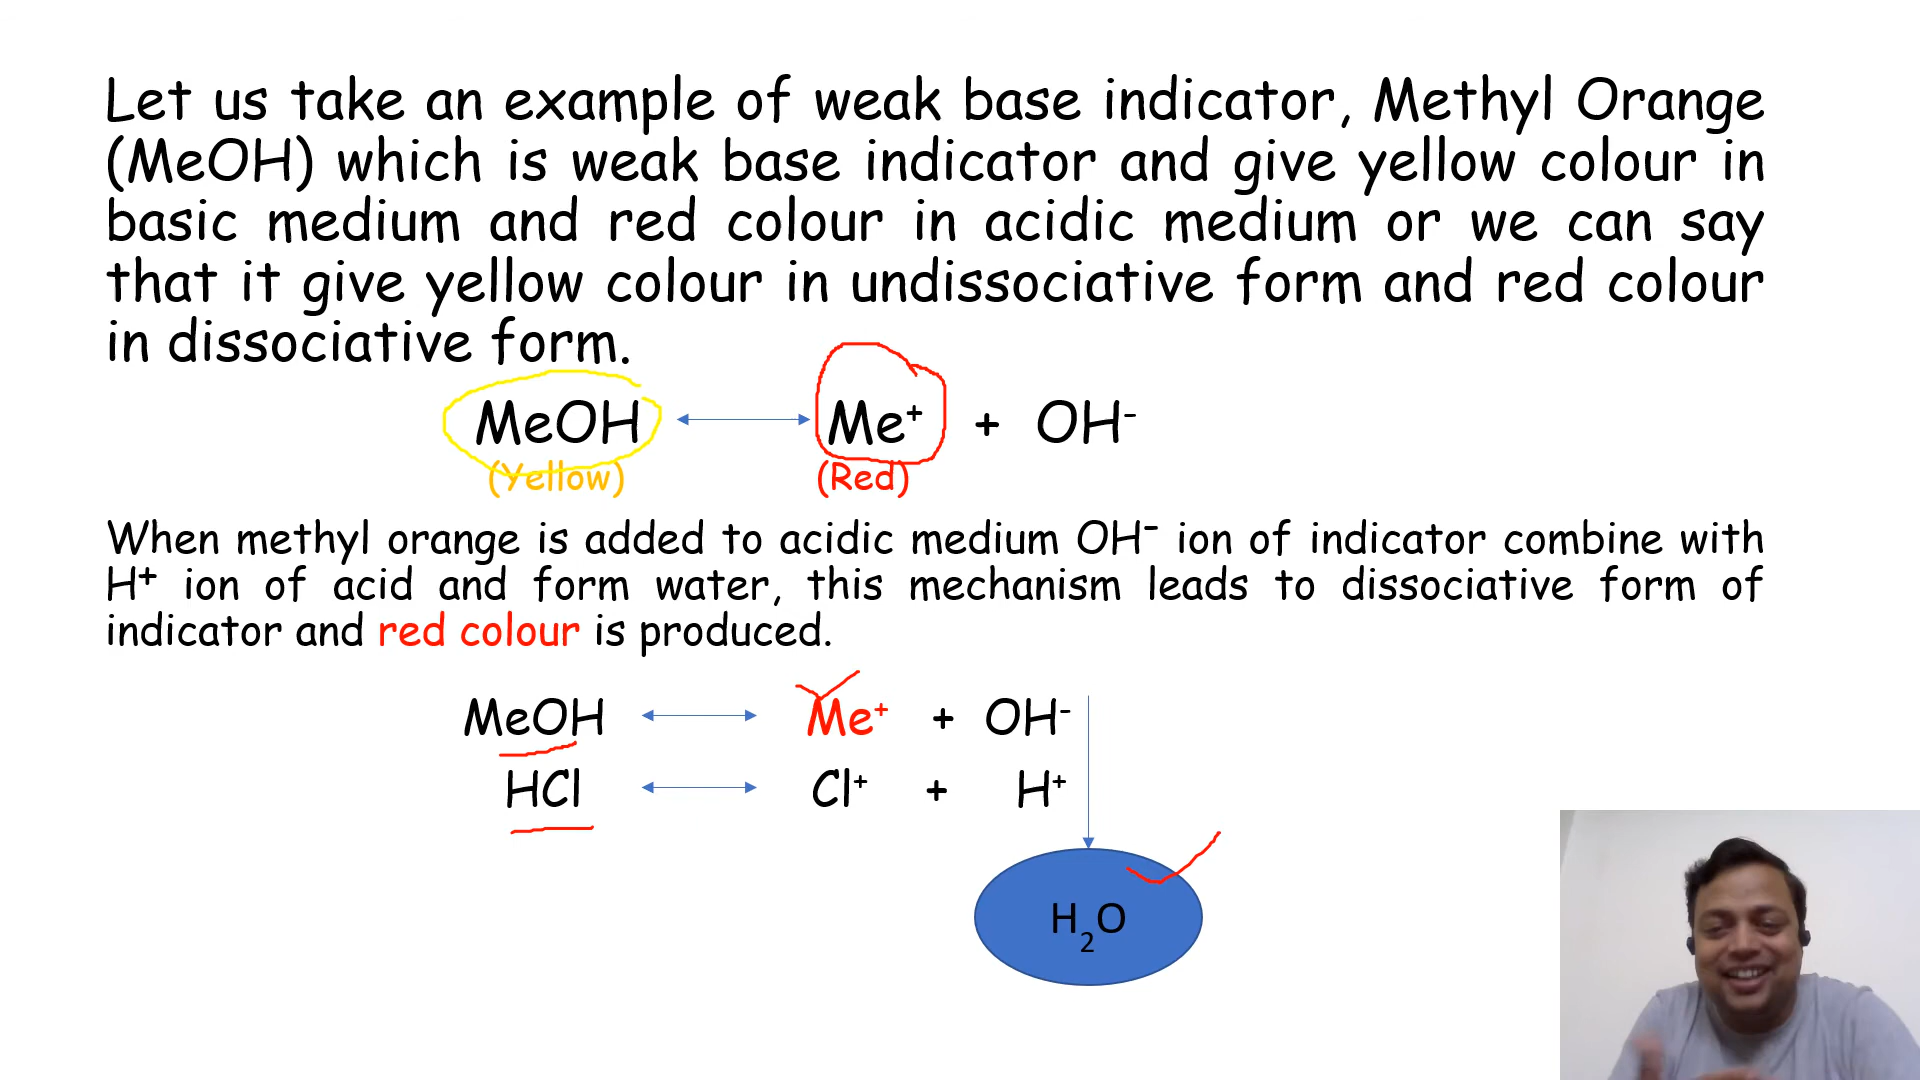 Let us take an example of weak base indicator, Methyl Orange
(MeOH) which is weak base indicator and give yellow colour in
basic medium and red colour in acidic medium or we can say
that it give yellow colour in undissociative form and red colour
in dissociative form.
MeOH Me⁺ + OH⁻
(Yellow) (Red)
When methyl orange is added to acidic medium OH⁻ ion of indicator combine with
H⁺ ion of acid and form water, this mechanism leads to dissociative form of
indicator and red colour is produced.
MeOH Me⁺ + OH⁻
HCl Cl⁺ + H⁺
H₂O